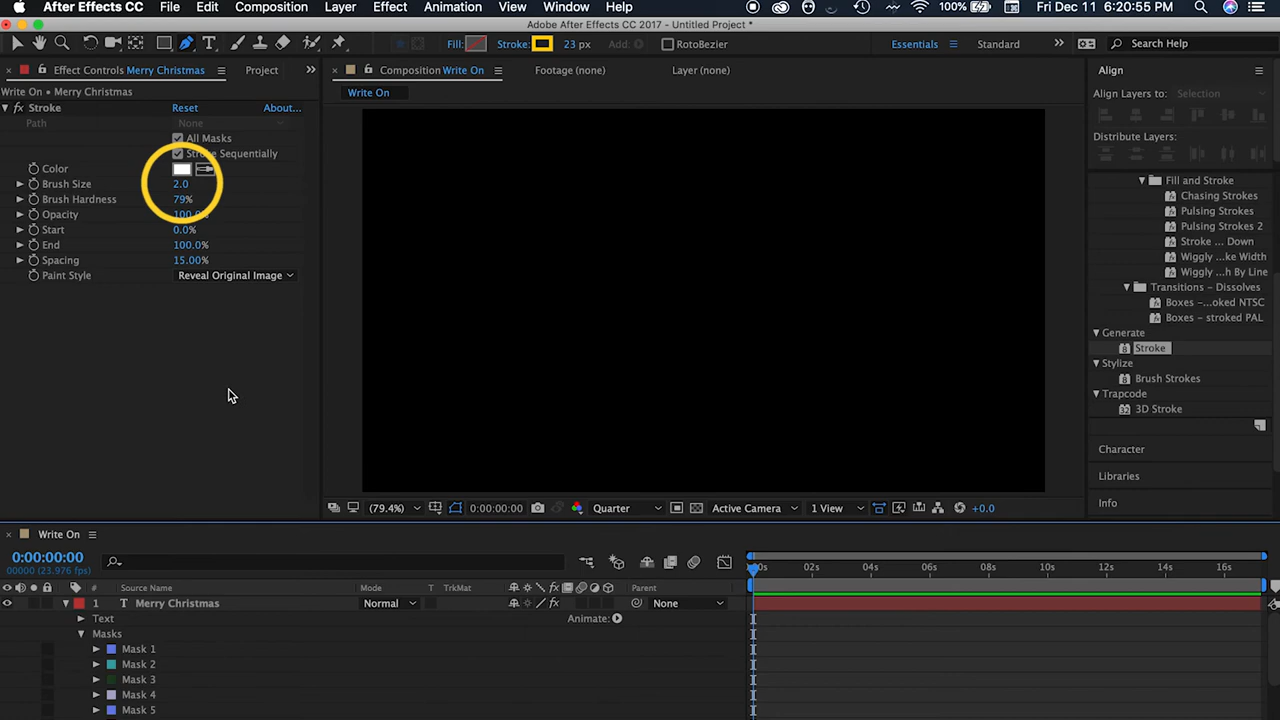 After Effects CC File Edit Composition Layer Effect Animation View Window Help 100% Fri Dec 11 6:20:55 PM
Adobe After Effects CC 2017 - Untitled Project *
Fill: Stroke: 23 px Add: RotoBezier Essentials Standard Search Help
Effect Controls Merry Christmas Project
Composition Write On Footage (none) Layer (none)
Align
Write On • Merry Christmas
Write On
Align Layers to: Selection
Stroke Reset About...
Path None
All Masks
Distribute Layers:
Stroke Sequentially
Color
Brush Size 2.0
Brush Hardness 79%
Opacity 100.0%
Start 0.0%
End 100.0%
Spacing 15.00%
Paint Style Reveal Original Image
Fill and Stroke
Chasing Strokes
Pulsing Strokes
Pulsing Strokes 2
Stroke ... Down
Wiggly ...ke Width
Wiggly ...h By Line
Transitions – Dissolves
Boxes –...oked NTSC
Boxes – stroked PAL
Generate
Stroke
Stylize
Brush Strokes
Trapcode
3D Stroke
Character
Libraries
Info
(79.4%) 0:00:00:00 Quarter Active Camera 1 View +0.0
Write On
0:00:00:00
00000 (23.976 fps)
02s 04s 06s 08s 10s 12s 14s 16s
# Source Name Mode T TrkMat Parent
1 T Merry Christmas Normal None
Text Animate:
Masks
Mask 1
Mask 2
Mask 3
Mask 4
Mask 5